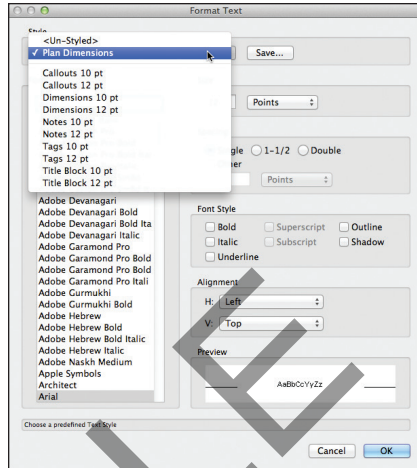 Format Text
Style
<Un-Styled>
✓ Plan Dimensions
Save...
Callouts 10 pt
Callouts 12 pt
Dimensions 10 pt
Dimensions 12 pt
Notes 10 pt
Notes 12 pt
Tags 10 pt
Tags 12 pt
Title Block 10 pt
Title Block 12 pt
Points
1-1/2 Double
Points
Adobe Devanagari
Adobe Devanagari Bold
Adobe Devanagari Bold Ita
Adobe Devanagari Italic
Adobe Garamond Pro
Adobe Garamond Pro Bold
Adobe Garamond Pro Bold
Adobe Garamond Pro Itali
Adobe Gurmukhi
Adobe Gurmukhi Bold
Adobe Hebrew
Adobe Hebrew Bold
Adobe Hebrew Bold Italic
Adobe Hebrew Italic
Adobe Naskh Medium
Apple Symbols
Architect
Arial
Font Style
Bold Superscript Outline
Italic Subscript Shadow
Underline
Alignment
H: Left
V: Top
Preview
AaBbCcYyZz
Choose a predefined Text Style
Cancel OK